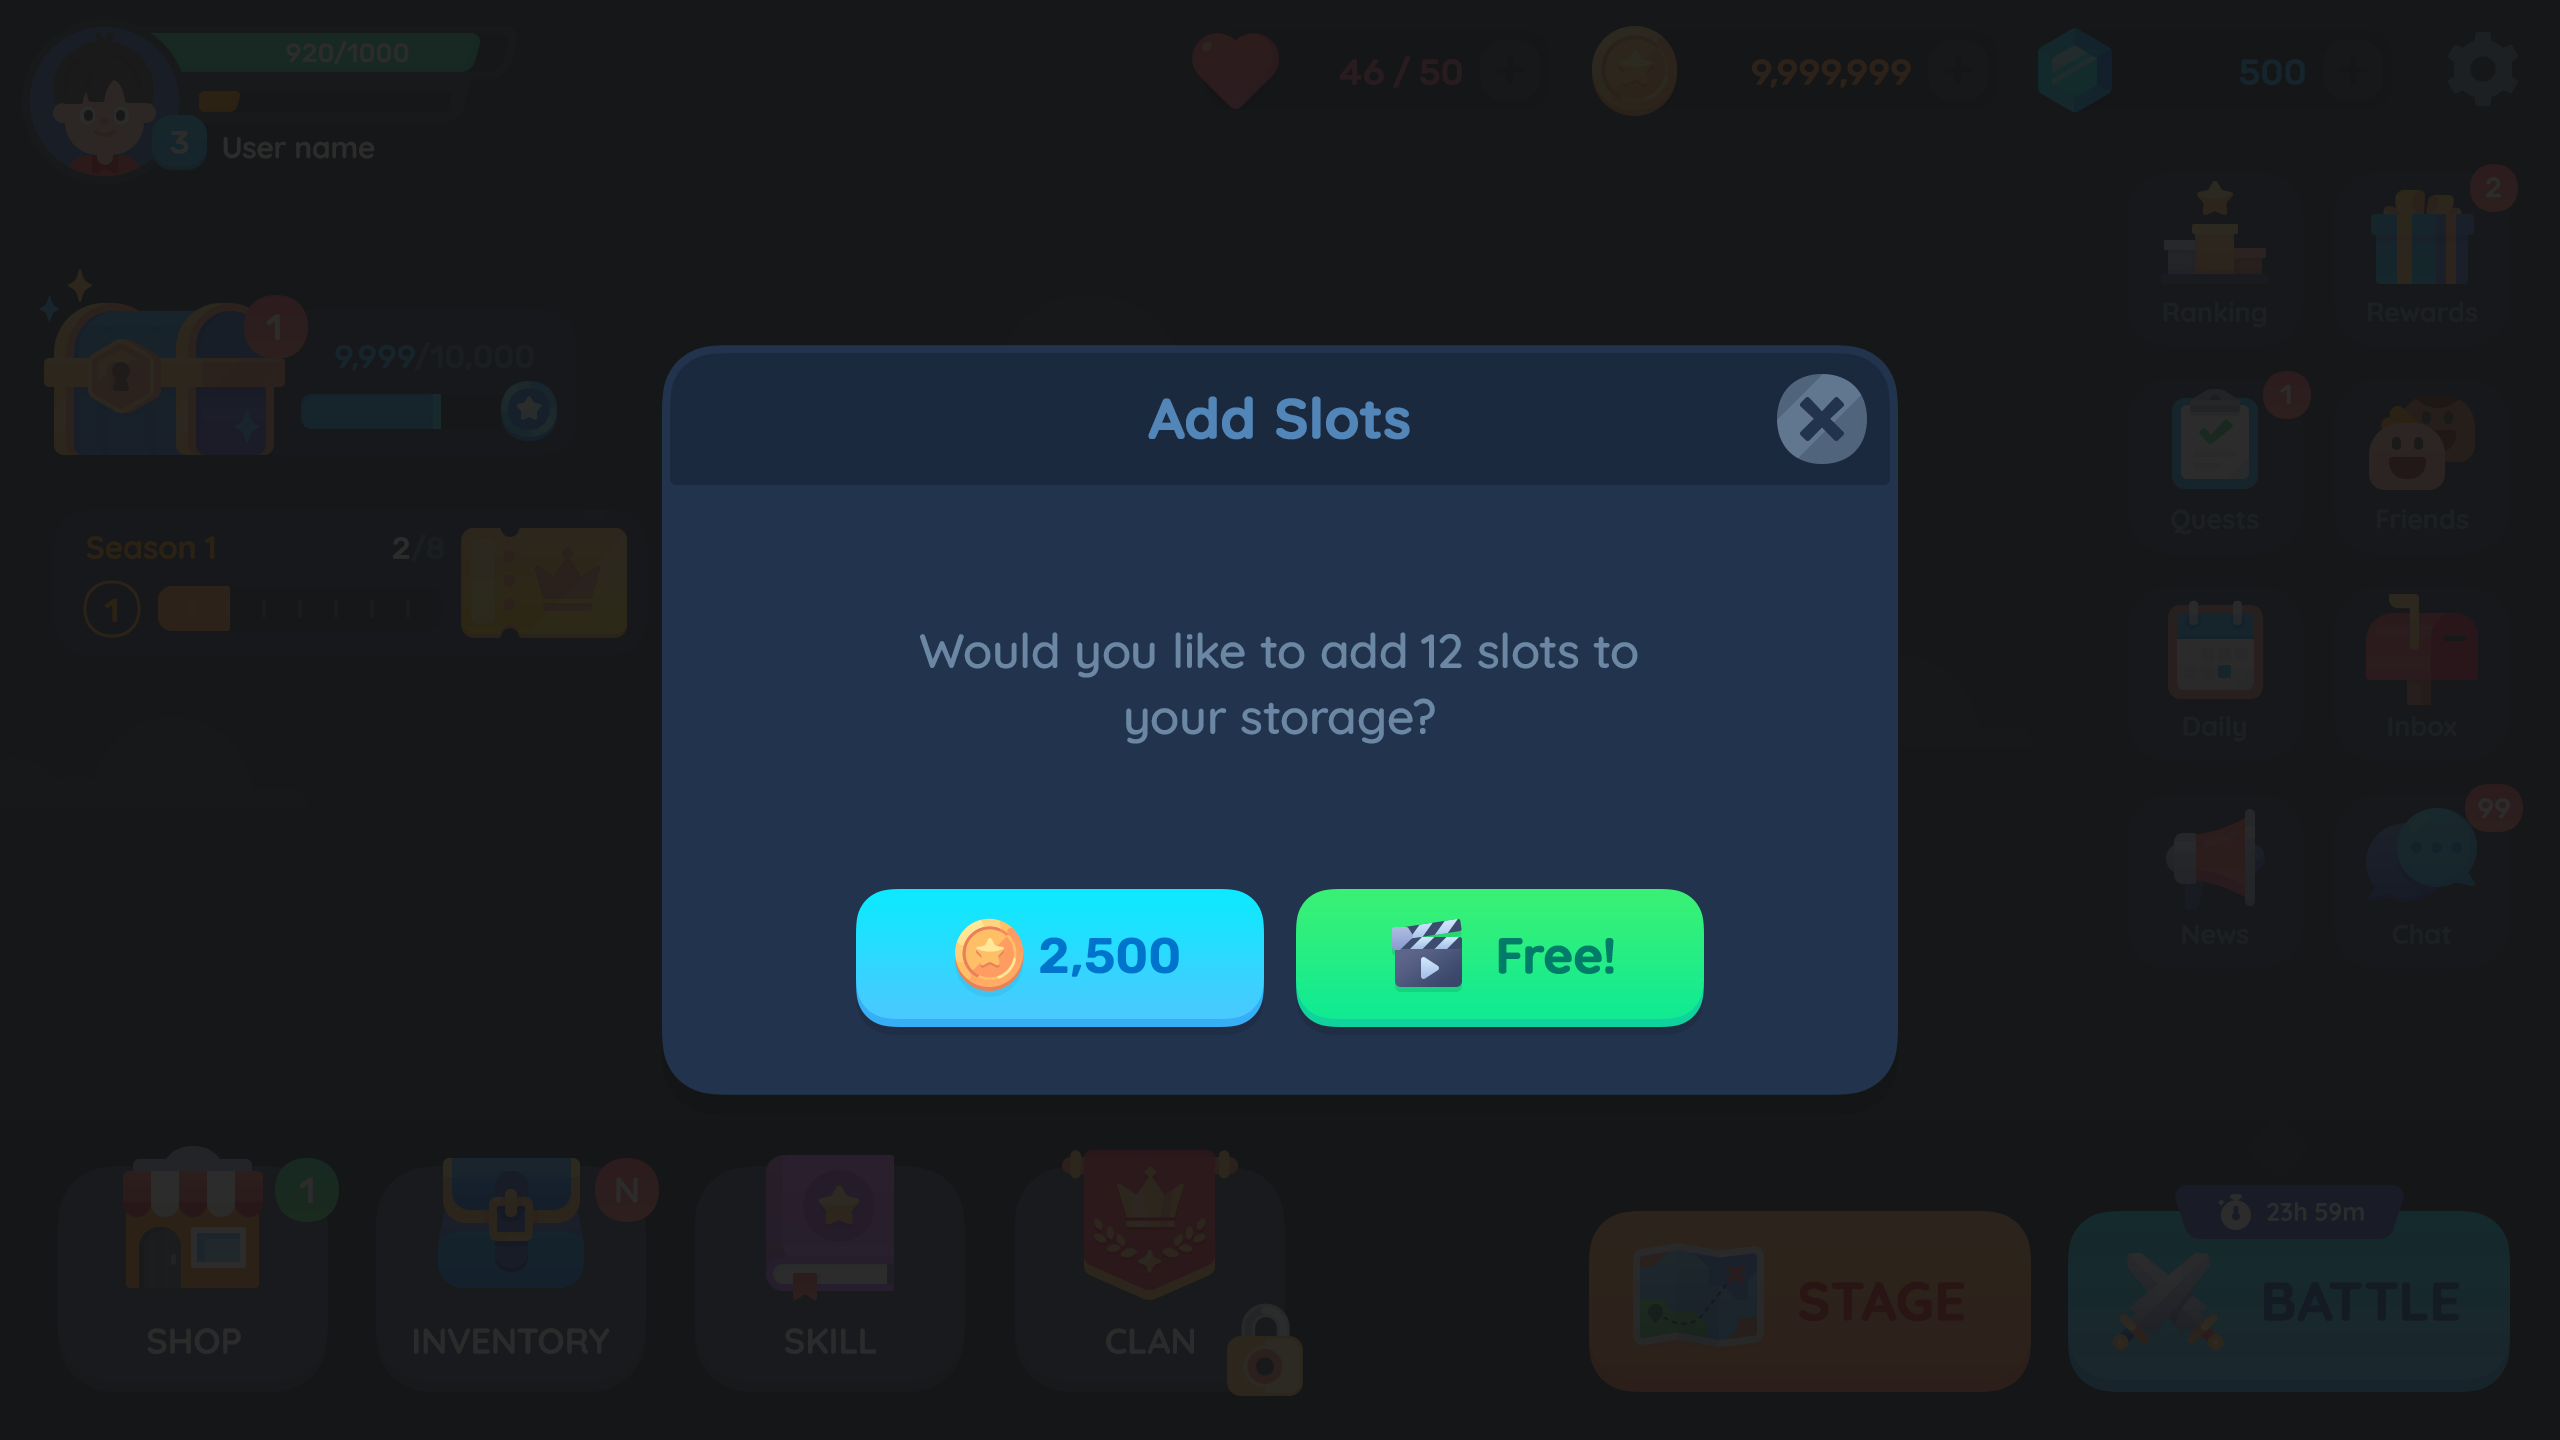 920/1000
3
User name
46 / 50
9,999,999
500
1
9,999/10,000
Season 1
2/8
1
Ranking
2
Rewards
Quests
1
Friends
Daily
Inbox
News
99
Chat
Add Slots
Would you like to add 12 slots to
your storage?
2,500
Free!
1
SHOP
N
INVENTORY
SKILL
CLAN
STAGE
23h 59m
BATTLE